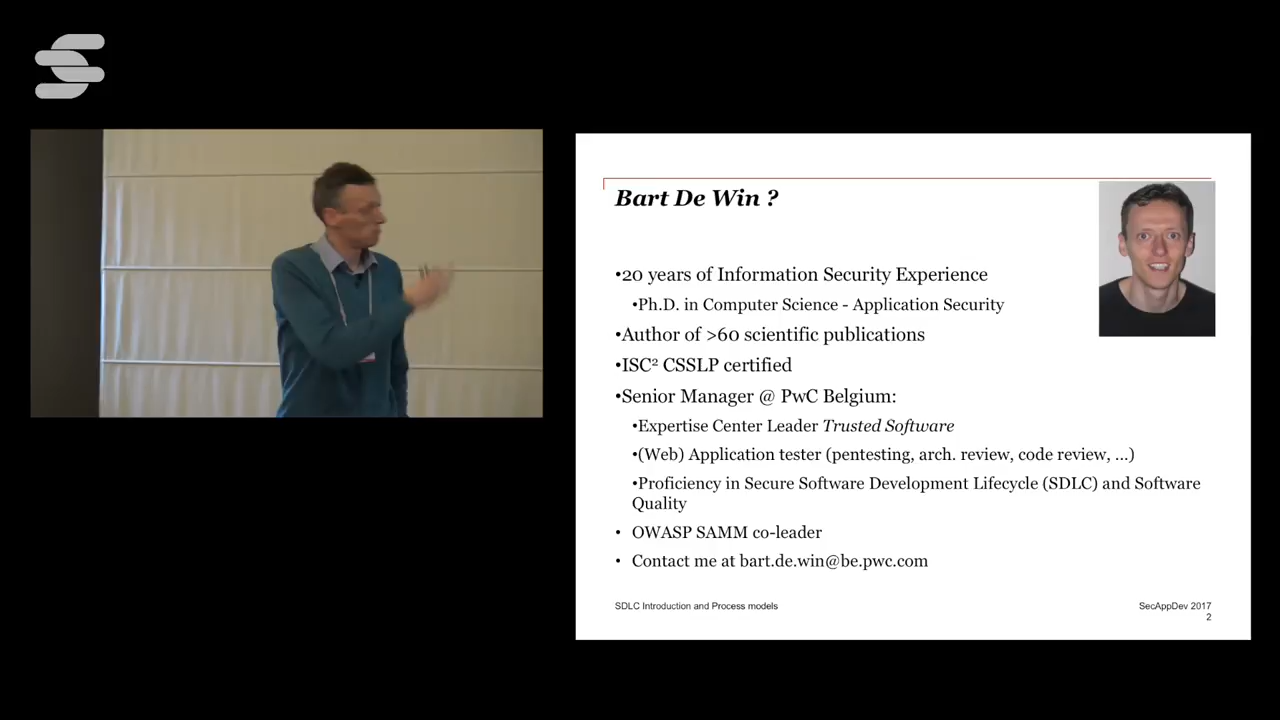 Bart De Win ?
•20 years of Information Security Experience
•Ph.D. in Computer Science - Application Security
•Author of >60 scientific publications
•ISC² CSSLP certified
•Senior Manager @ PwC Belgium:
•Expertise Center Leader Trusted Software
•(Web) Application tester (pentesting, arch. review, code review, ...)
•Proficiency in Secure Software Development Lifecycle (SDLC) and Software
Quality
• OWASP SAMM co-leader
• Contact me at bart.de.win@be.pwc.com
SDLC Introduction and Process models
SecAppDev 2017
2